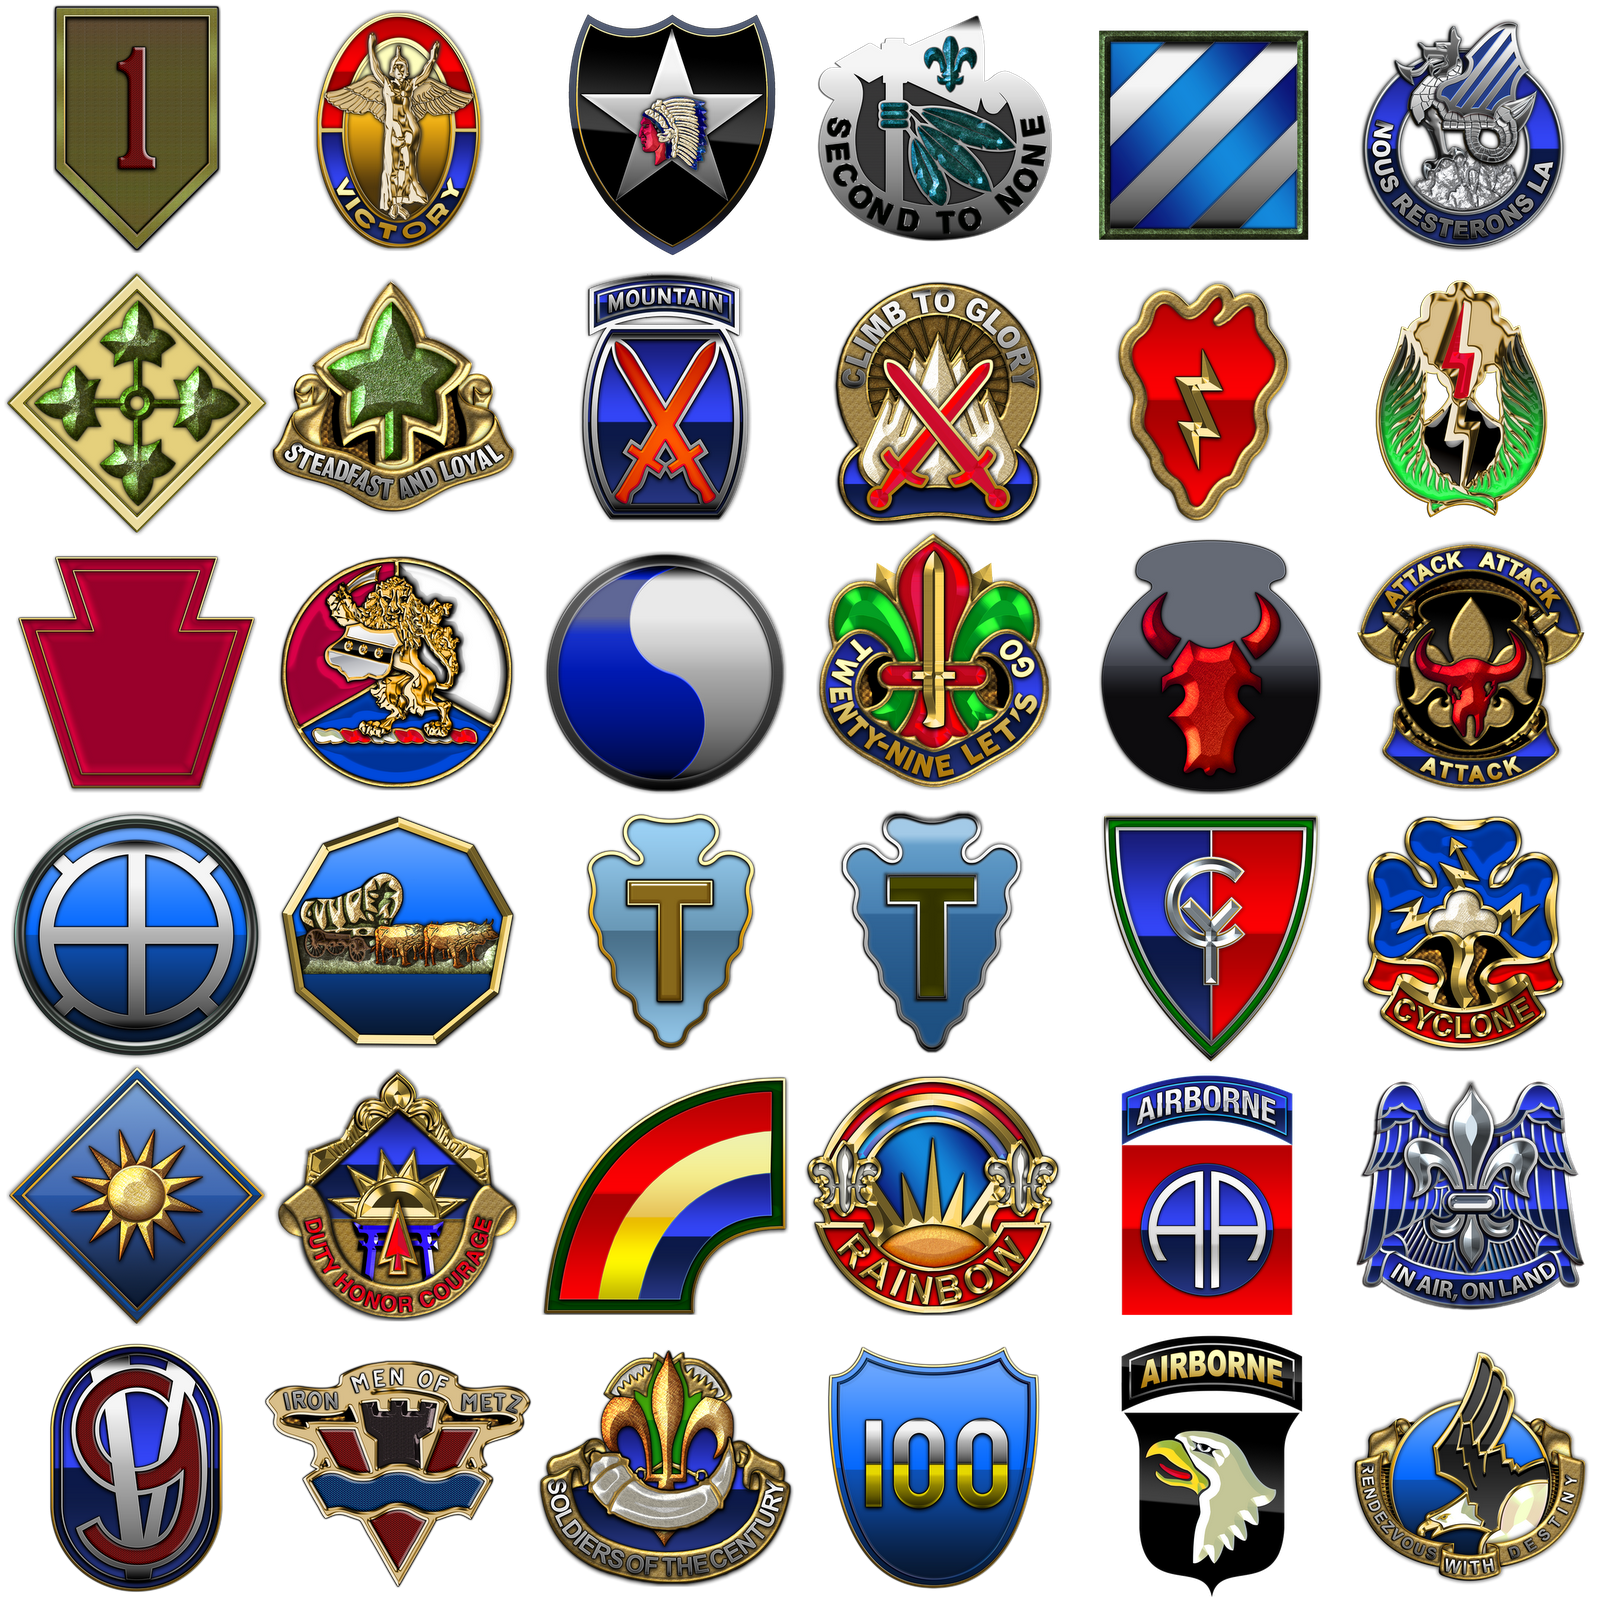 1
VICTORY
SECOND TO NONE
NOUS RESTERONS LA
STEADFAST AND LOYAL
MOUNTAIN
CLIMB TO GLORY
TWENTY-NINE LET'S GO
ATTACK ATTACK
ATTACK
T
T
CY
CYCLONE
DUTY HONOR COURAGE
RAINBOW
AIRBORNE
AA
IN AIR, ON LAND
95
IRON MEN OF METZ
SOLDIERS OF THE CENTURY
100
AIRBORNE
RENDEZVOUS WITH DESTINY